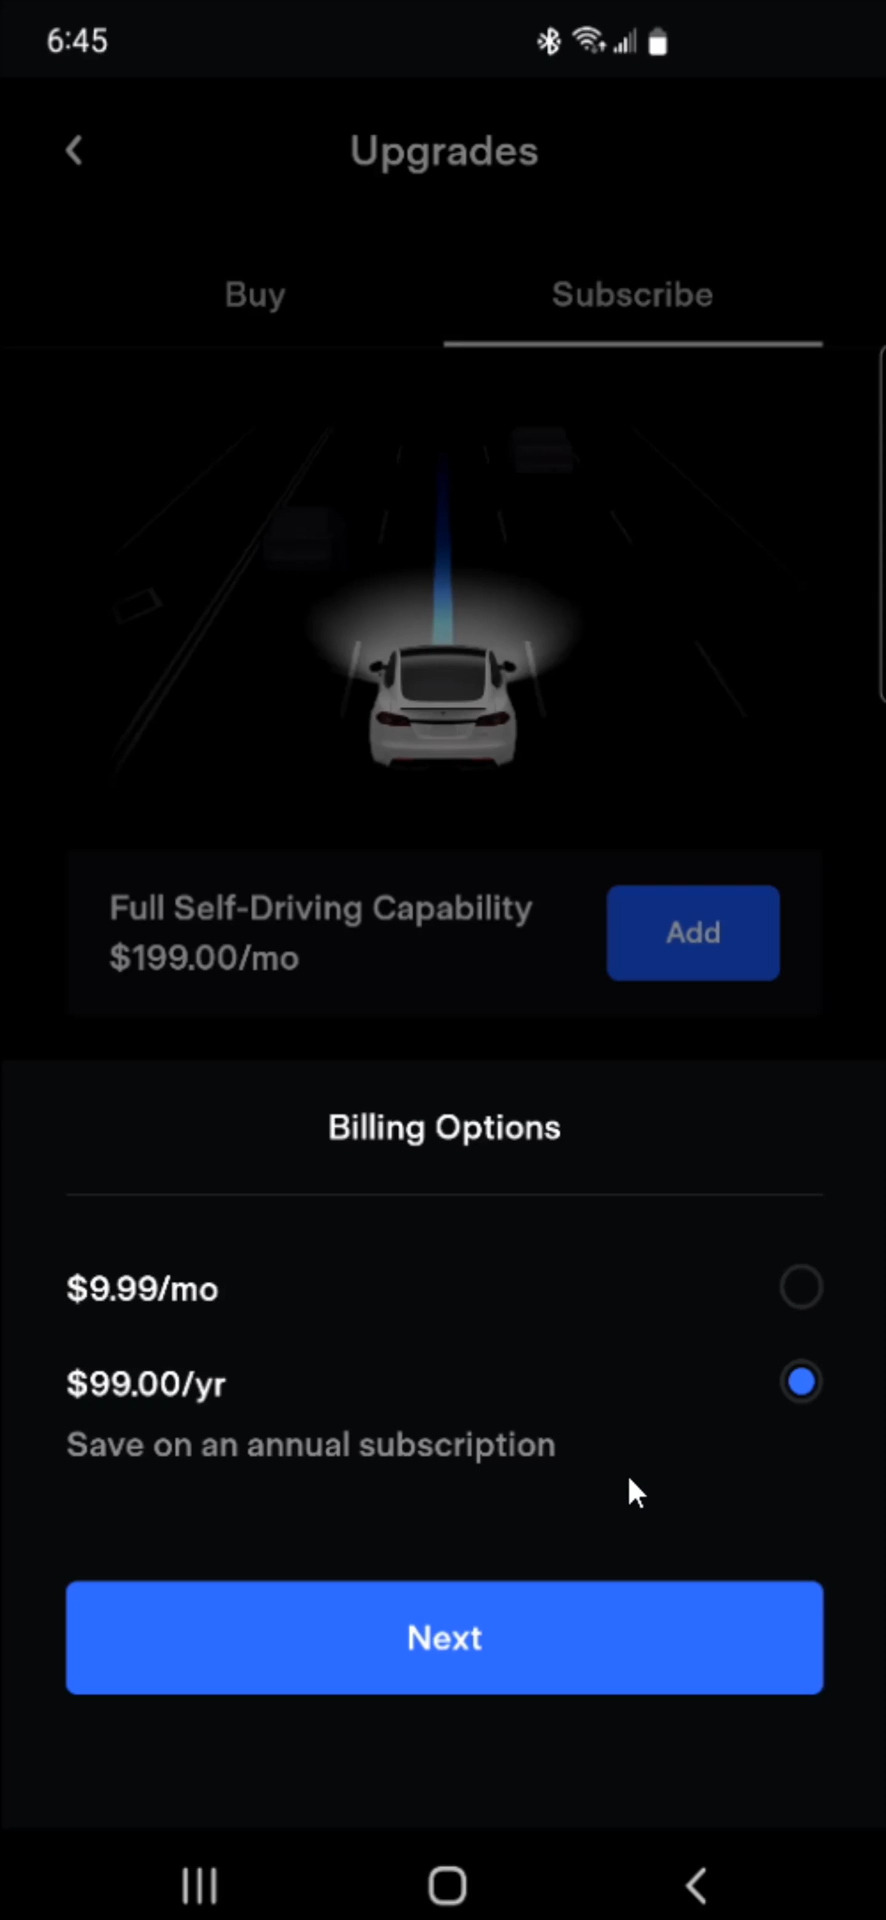 6:45
Upgrades
Buy
Subscribe
Full Self-Driving Capability
$199.00/mo
Add
Billing Options
$9.99/mo
$99.00/yr
Save on an annual subscription
Next